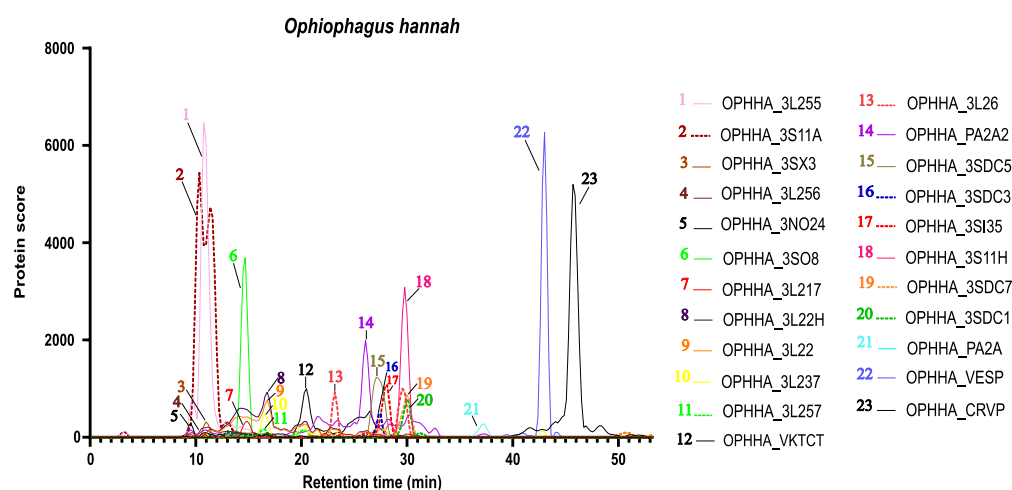 Ophiophagus hannah
Protein score
8000
6000
4000
2000
0
0 10 20 30 40 50
Retention time (min)
1
2
3
4
5
6
7
8
9
10
11
12
13
14
15
16
17
18
19
20
21
22
23
1 OPHHA_3L255
2 OPHHA_3S11A
3 OPHHA_3SX3
4 OPHHA_3L256
5 OPHHA_3NO24
6 OPHHA_3SO8
7 OPHHA_3L217
8 OPHHA_3L22H
9 OPHHA_3L22
10 OPHHA_3L237
11 OPHHA_3L257
12 OPHHA_VKTCT
13 OPHHA_3L26
14 OPHHA_PA2A2
15 OPHHA_3SDC5
16 OPHHA_3SDC3
17 OPHHA_3SI35
18 OPHHA_3S11H
19 OPHHA_3SDC7
20 OPHHA_3SDC1
21 OPHHA_PA2A
22 OPHHA_VESP
23 OPHHA_CRVP